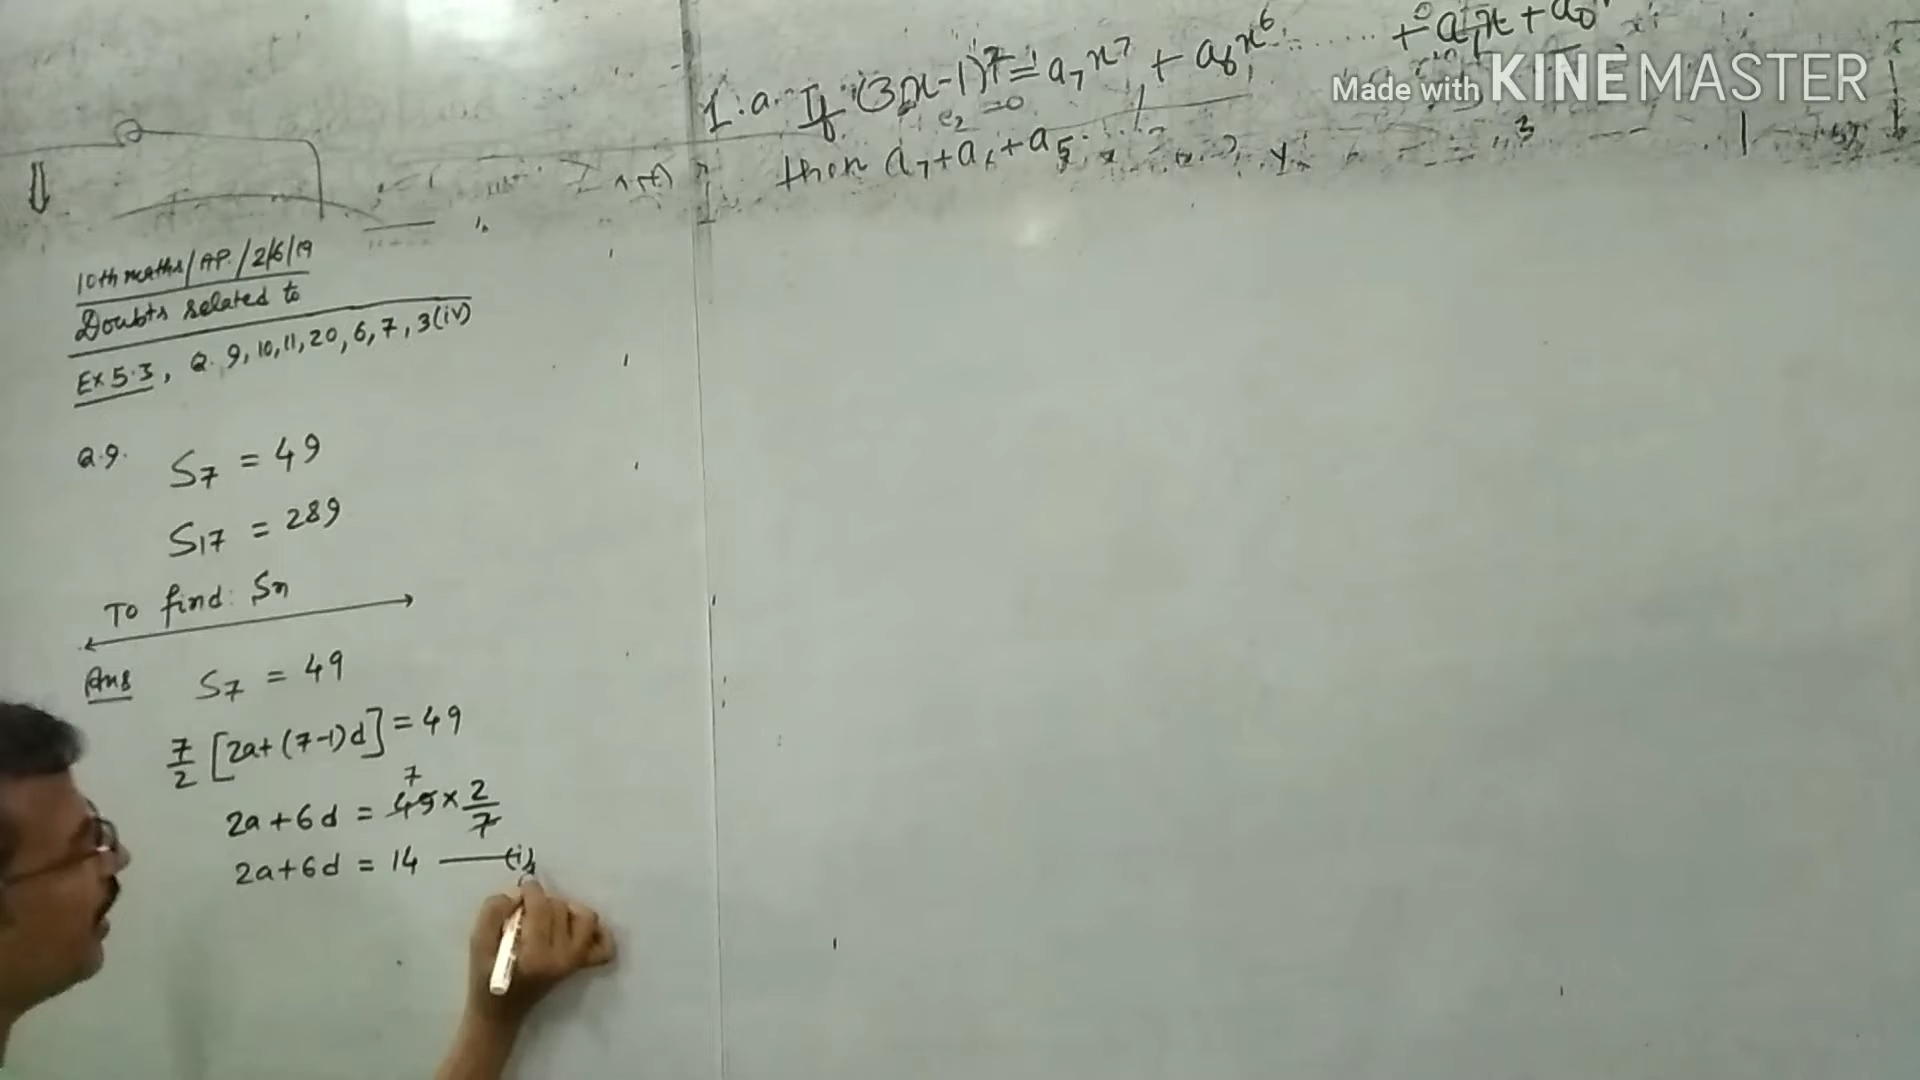 1.a. If (3x-1)^7 = a₇x^7 + a₆x^6 ........ + a₁x + a₀
Made with KINEMASTER
then a₇+a₆+a₅
10th maths/AP./2/6/19
Doubts related to
Ex 5.3, Q. 9,10,11,20,6,7,3(iv)
Q.9. S₇ = 49
S₁₇ = 289
To find: Sn
Ans S₇ = 49
7/2 [2a+(7-1)d] = 49
7
2a+6d = 49 × 2/7
2a+6d = 14 —— (i)